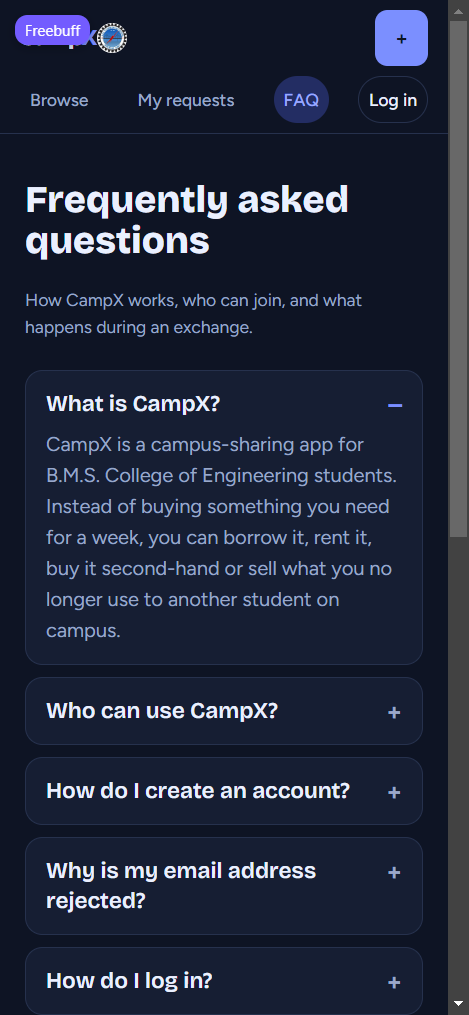 Freebuff
+
Browse
My requests
FAQ
Log in
Frequently asked
questions
How CampX works, who can join, and what
happens during an exchange.
What is CampX?
–
CampX is a campus-sharing app for
B.M.S. College of Engineering students.
Instead of buying something you need
for a week, you can borrow it, rent it,
buy it second-hand or sell what you no
longer use to another student on
campus.
Who can use CampX?
+
How do I create an account?
+
Why is my email address
rejected?
+
How do I log in?
+